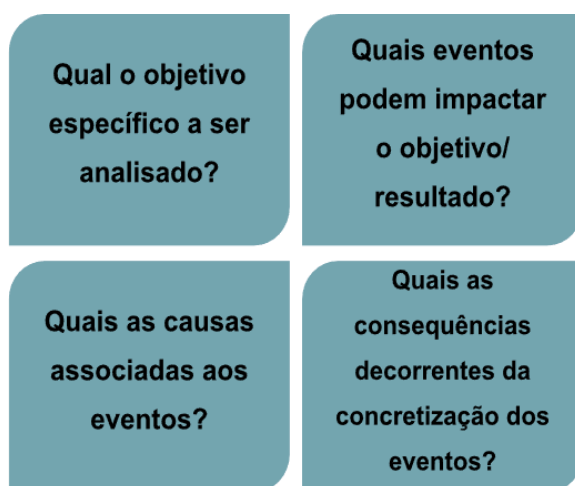 Qual o objetivo
específico a ser
analisado?
Quais eventos
podem impactar
o objetivo/
resultado?
Quais as causas
associadas aos
eventos?
Quais as
consequências
decorrentes da
concretização dos
eventos?